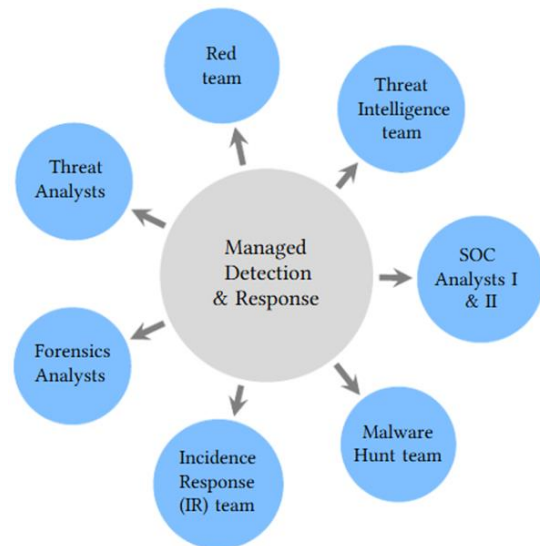 Red
team
Threat
Intelligence
team
Threat
Analysts
Managed
Detection
& Response
SOC
Analysts I
& II
Forensics
Analysts
Malware
Hunt team
Incidence
Response
(IR) team